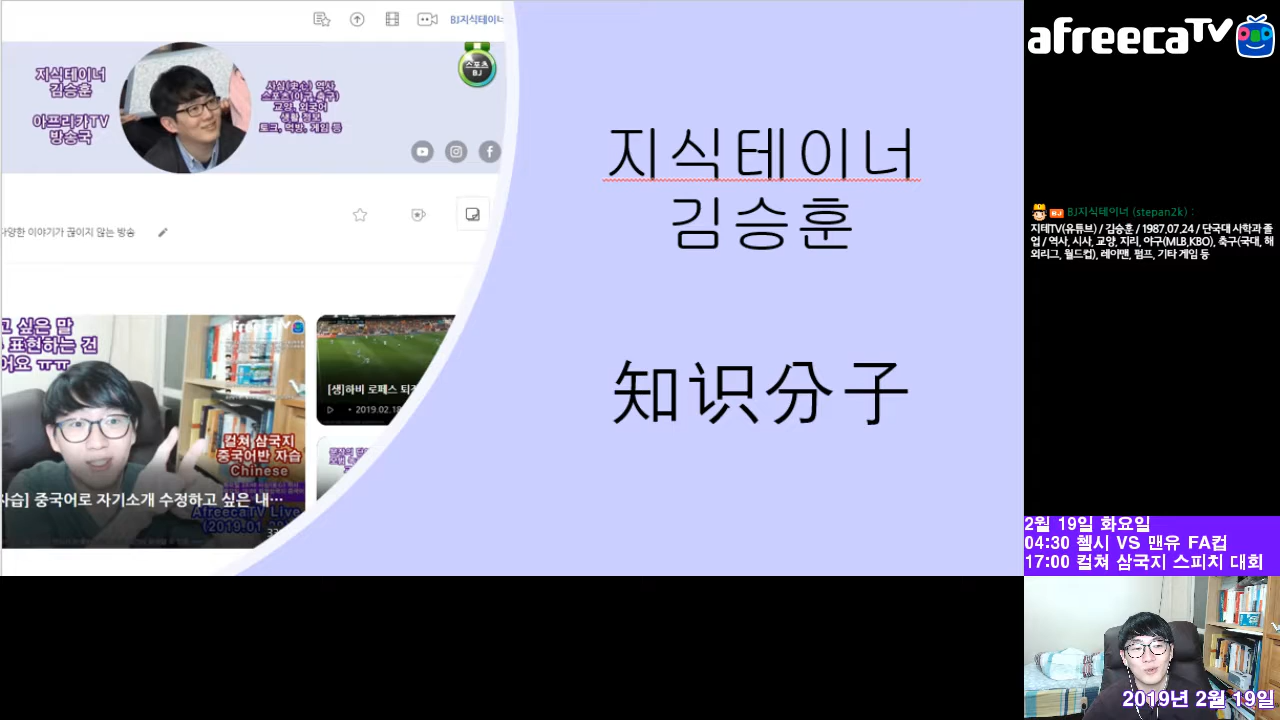 BJ지식테이너
지식테이너
김승훈
아프리카TV
방송국
사심(史心) 역사
스포츠(야구,축구)
교양, 외국어
생활 정보
토크, 먹방, 게임 등
스포츠
BJ
다양한 이야기가 끊이지 않는 방송
고 싶은 말
표현하는 건
어요 ㅠㅠ
afreecaTV
컬쳐 삼국지
중국어반 자습
Chinese
자습] 중국어로 자기소개 수정하고 싶은 내…
AfreecaTV Live
[생]하비 로페스 퇴
2019.02.18
지식테이너
김승훈
知识分子
afreecaTV
BJ BJ지식테이너 (stepan2k) :
지테TV(유튜브) / 김승훈 / 1987.07.24 / 단국대 사학과 졸
업 / 역사, 시사, 교양, 지리, 야구(MLB,KBO), 축구(국대, 해
외리그, 월드컵), 레이맨, 펌프, 기타 게임 등
2월 19일 화요일
04:30 첼시 VS 맨유 FA컵
17:00 컬쳐 삼국지 스피치 대회
2019년 2월 19일